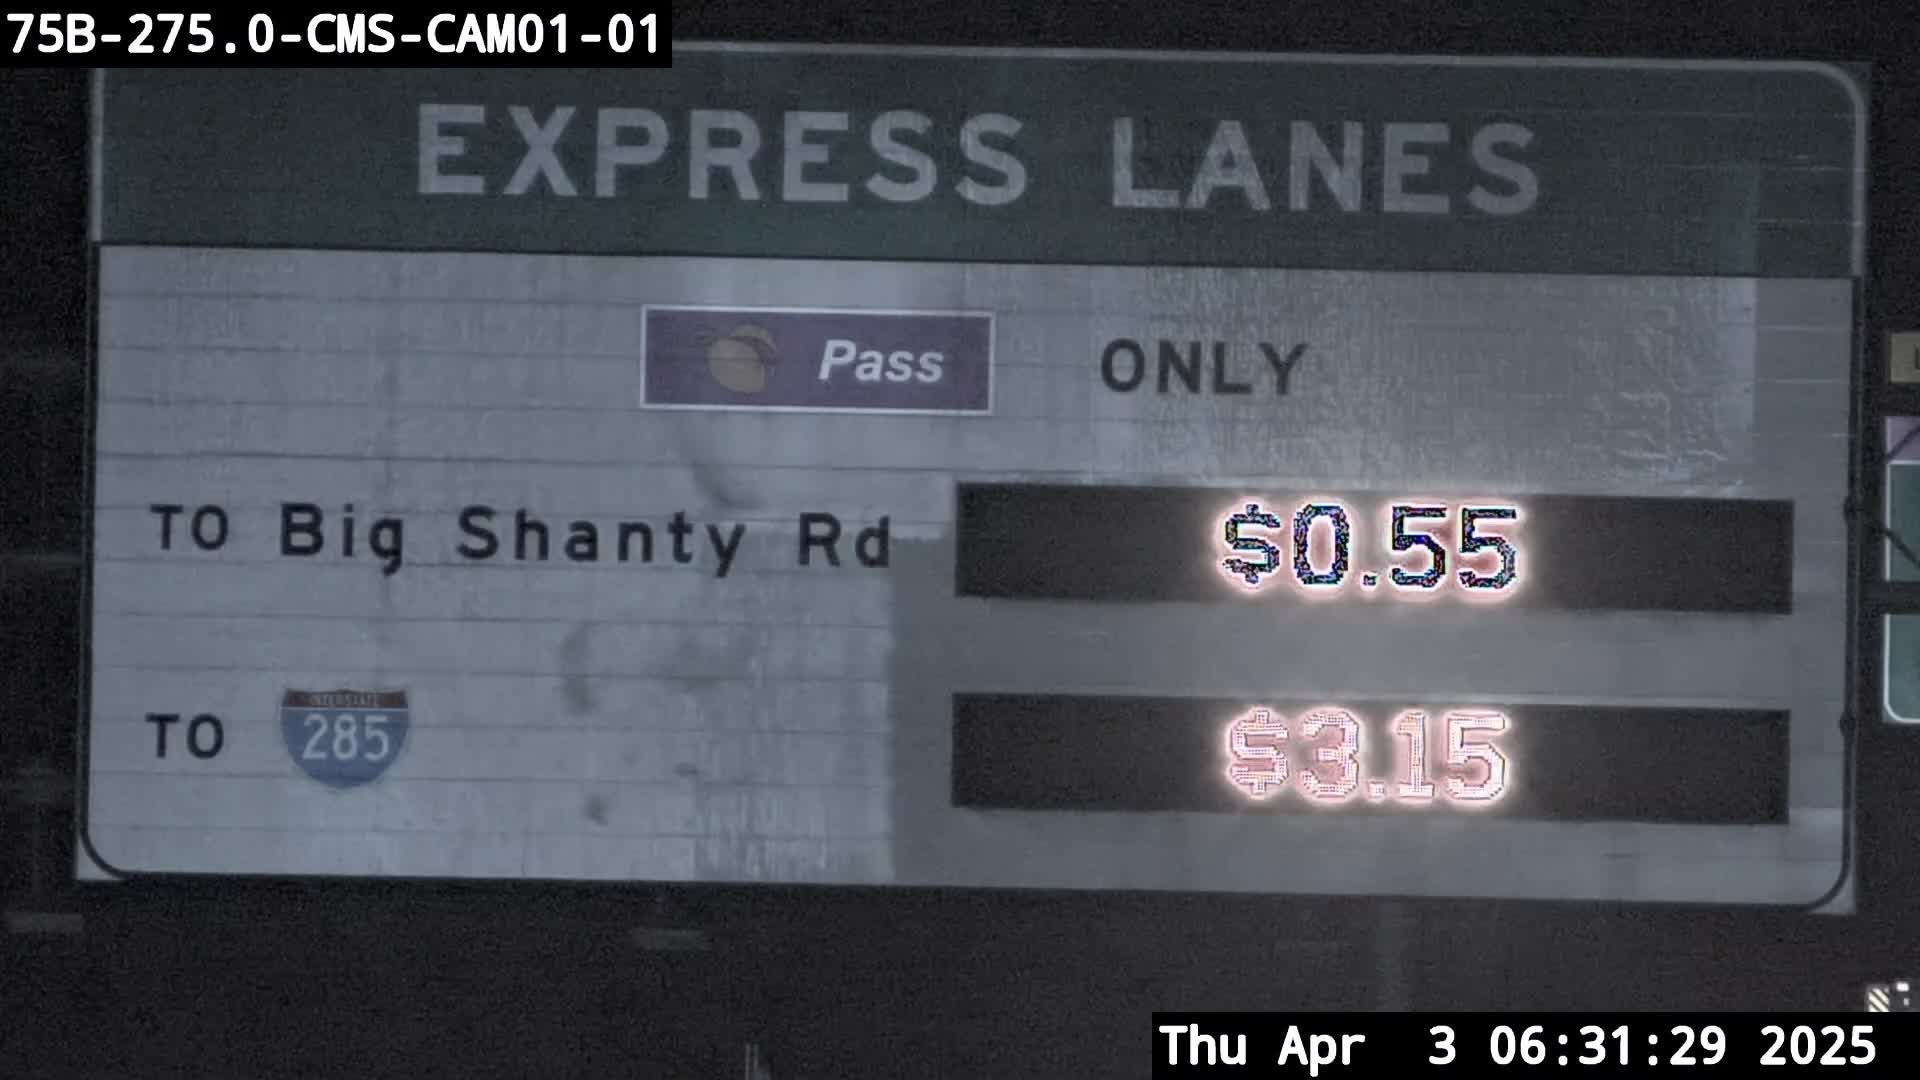 75B-275.0-CMS-CAM01-01
EXPRESS LANES
Pass ONLY
TO Big Shanty Rd $0.55
INTERSTATE
TO 285 $3.15
Thu Apr 3 06:31:29 2025